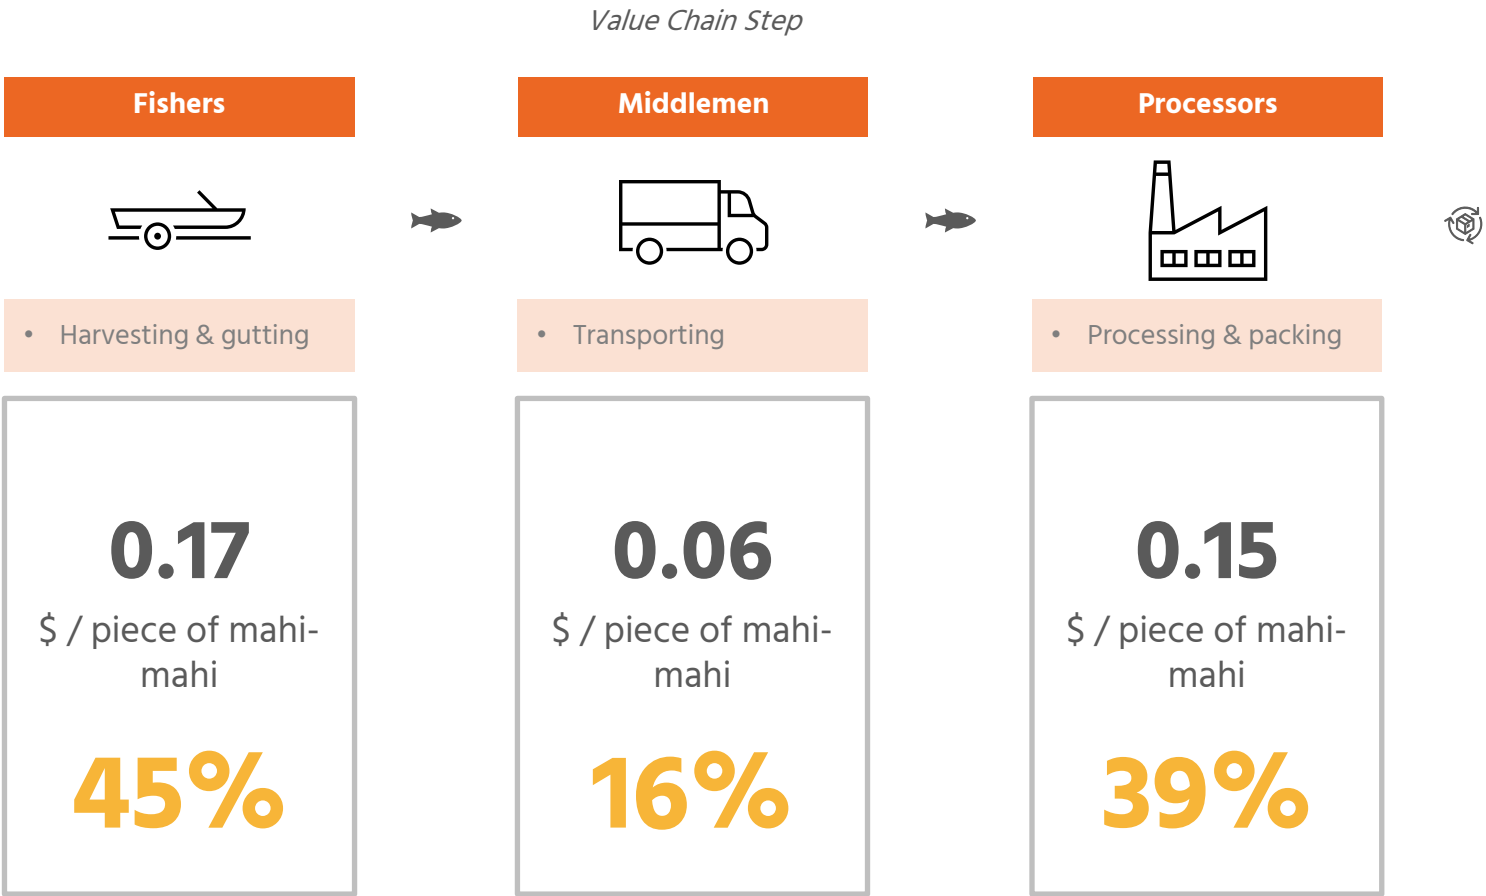 Value Chain Step
Fishers
Middlemen
Processors
• Harvesting & gutting
• Transporting
• Processing & packing
0.17
$ / piece of mahi-
mahi
45%
0.06
$ / piece of mahi-
mahi
16%
0.15
$ / piece of mahi-
mahi
39%